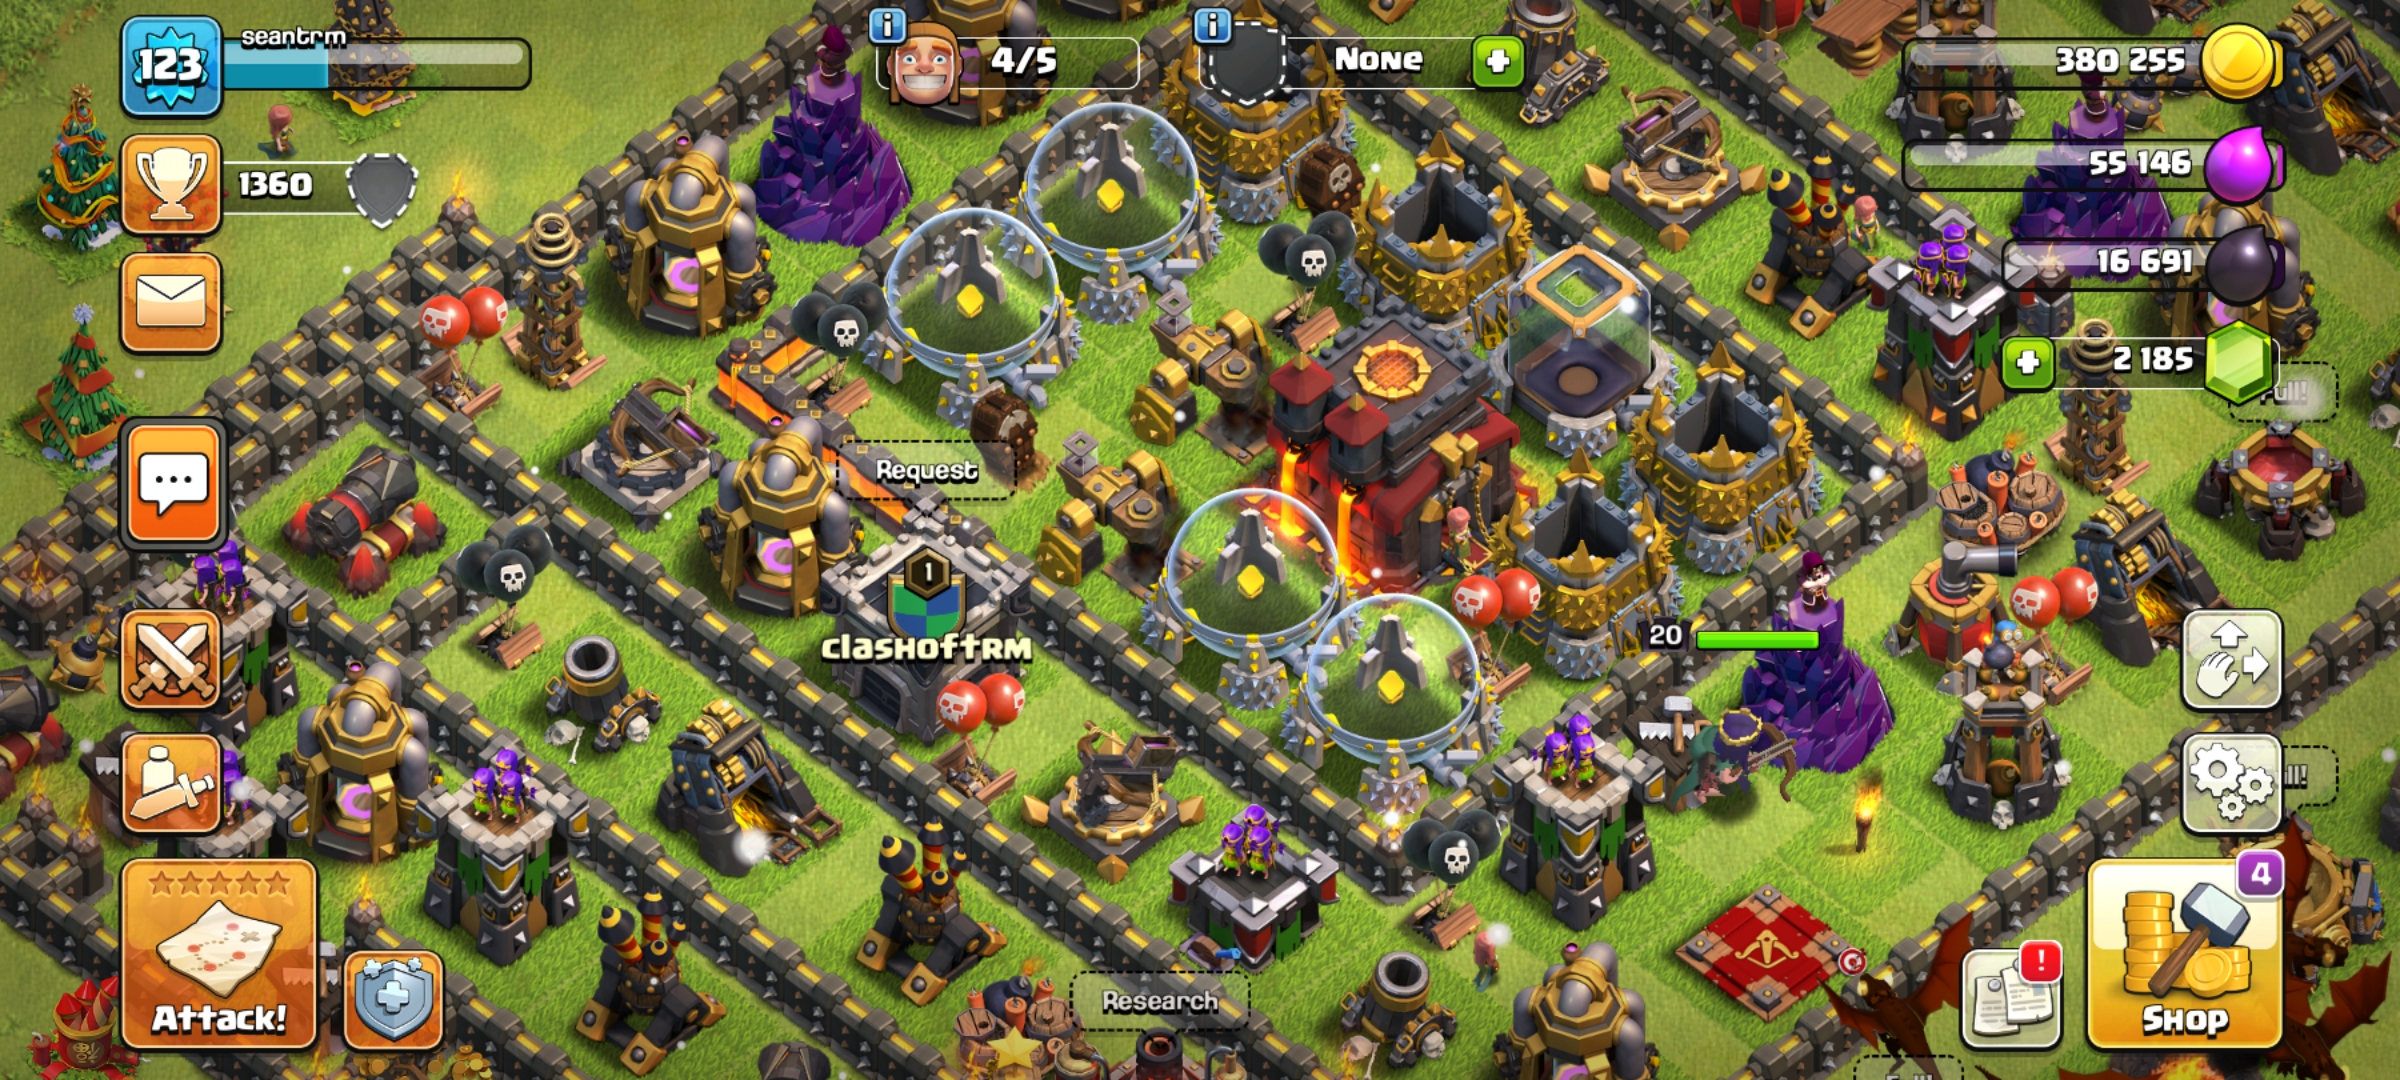 123
seantrm
4/5
None
380 255
1360
55 146
16 691
2 185
Full!
Request
1
clashoftRM
20
4
Attack!
Research
!
Shop